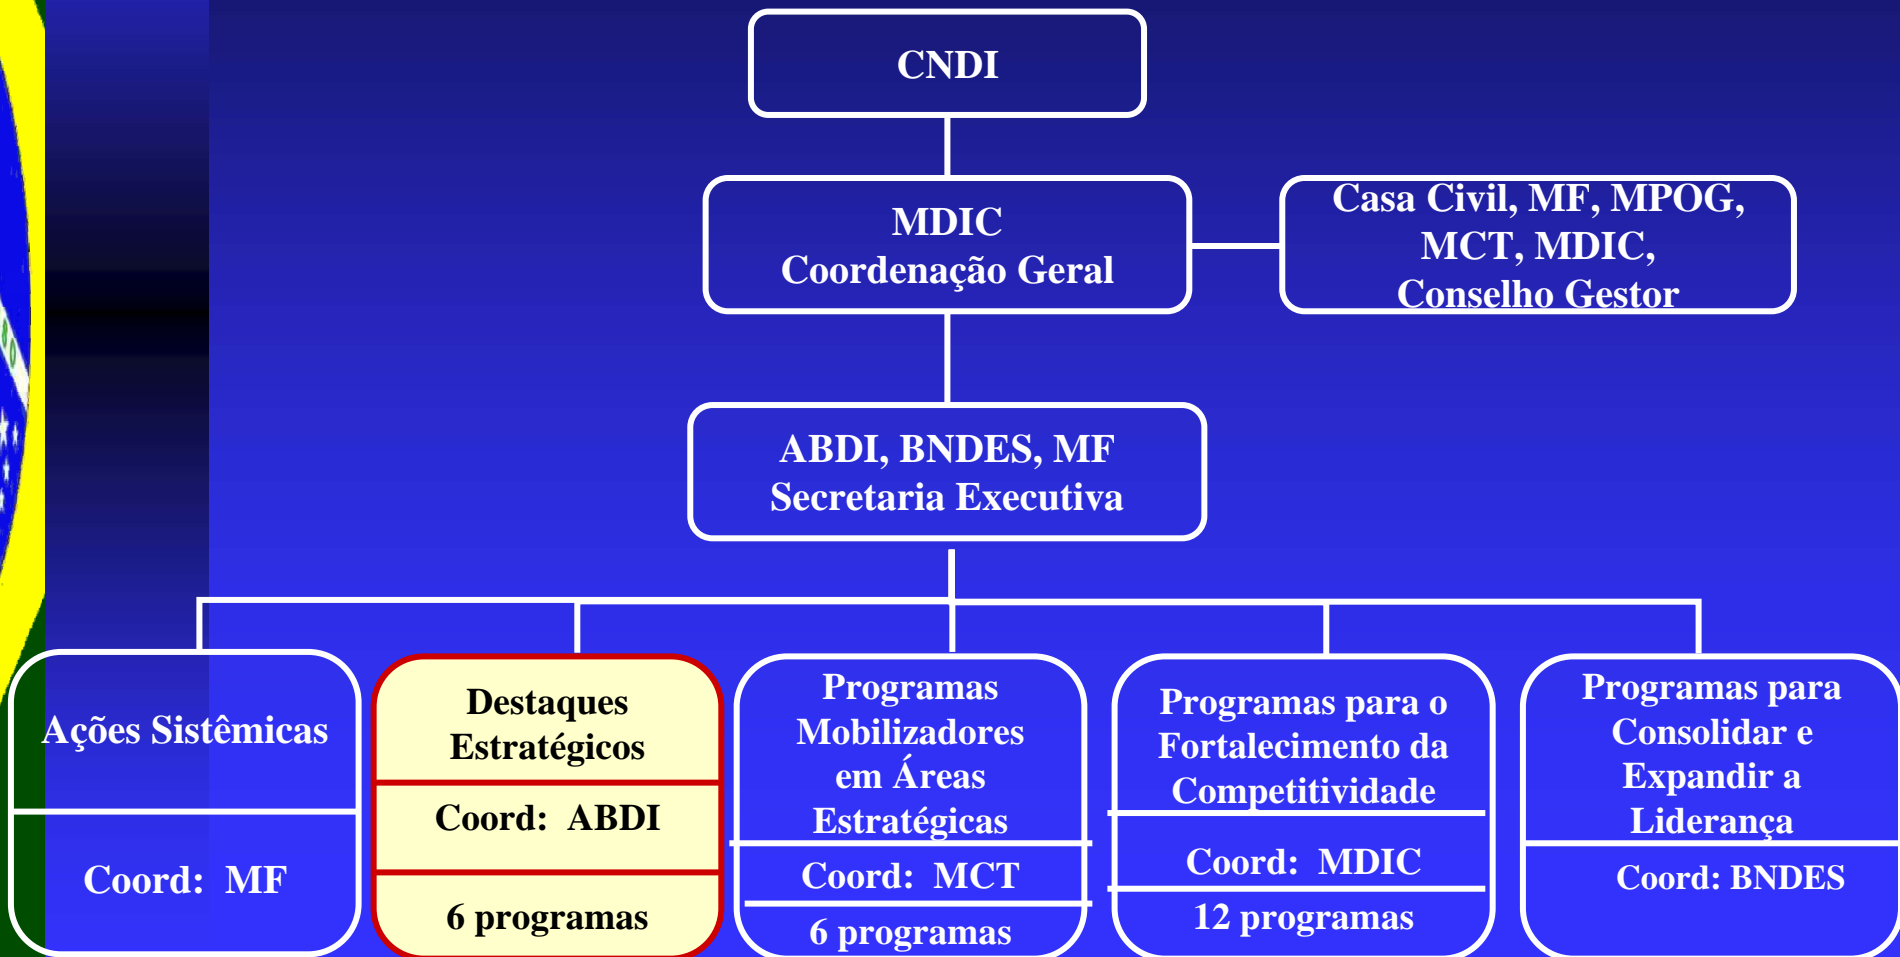 CNDI
MDIC
Coordenação Geral
Casa Civil, MF, MPOG,
MCT, MDIC,
Conselho Gestor
ABDI, BNDES, MF
Secretaria Executiva
Ações Sistêmicas
Coord: MF
Destaques
Estratégicos
Coord: ABDI
6 programas
Programas
Mobilizadores
em Áreas
Estratégicas
Coord: MCT
6 programas
Programas para o
Fortalecimento da
Competitividade
Coord: MDIC
12 programas
Programas para
Consolidar e
Expandir a
Liderança
Coord: BNDES